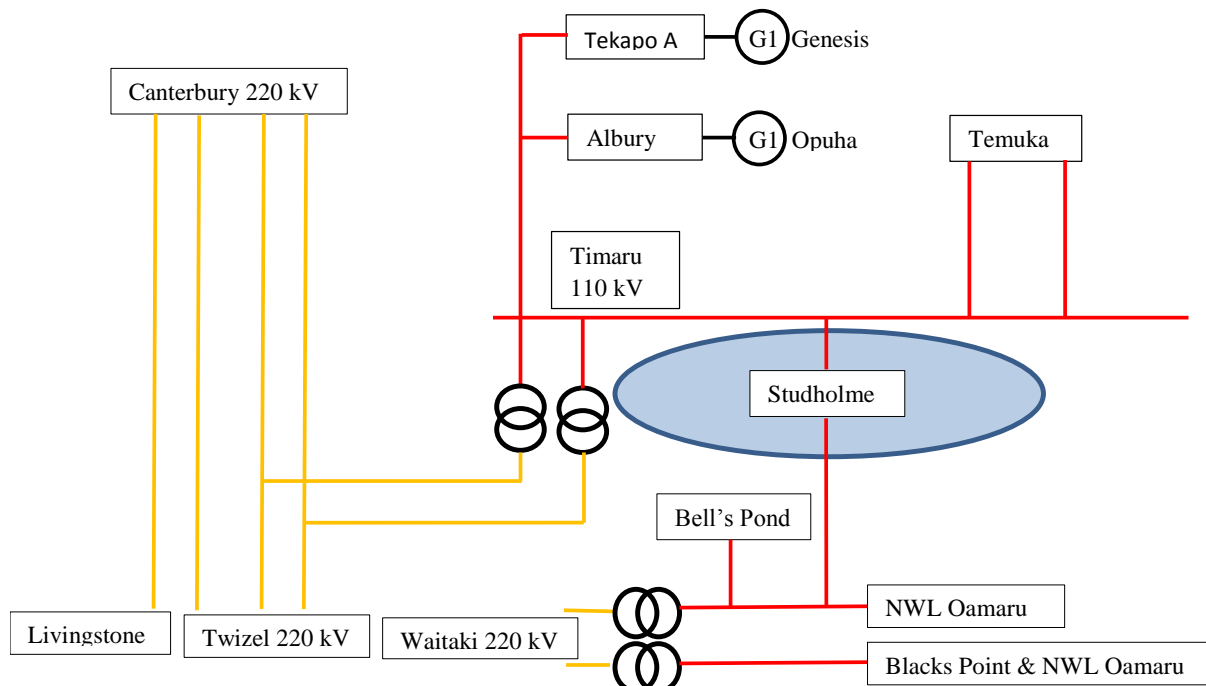 Tekapo A
G1
Genesis
Canterbury 220 kV
Albury
G1
Opuha
Temuka
Timaru
110 kV
Studholme
Bell’s Pond
NWL Oamaru
Livingstone
Twizel 220 kV
Waitaki 220 kV
Blacks Point & NWL Oamaru